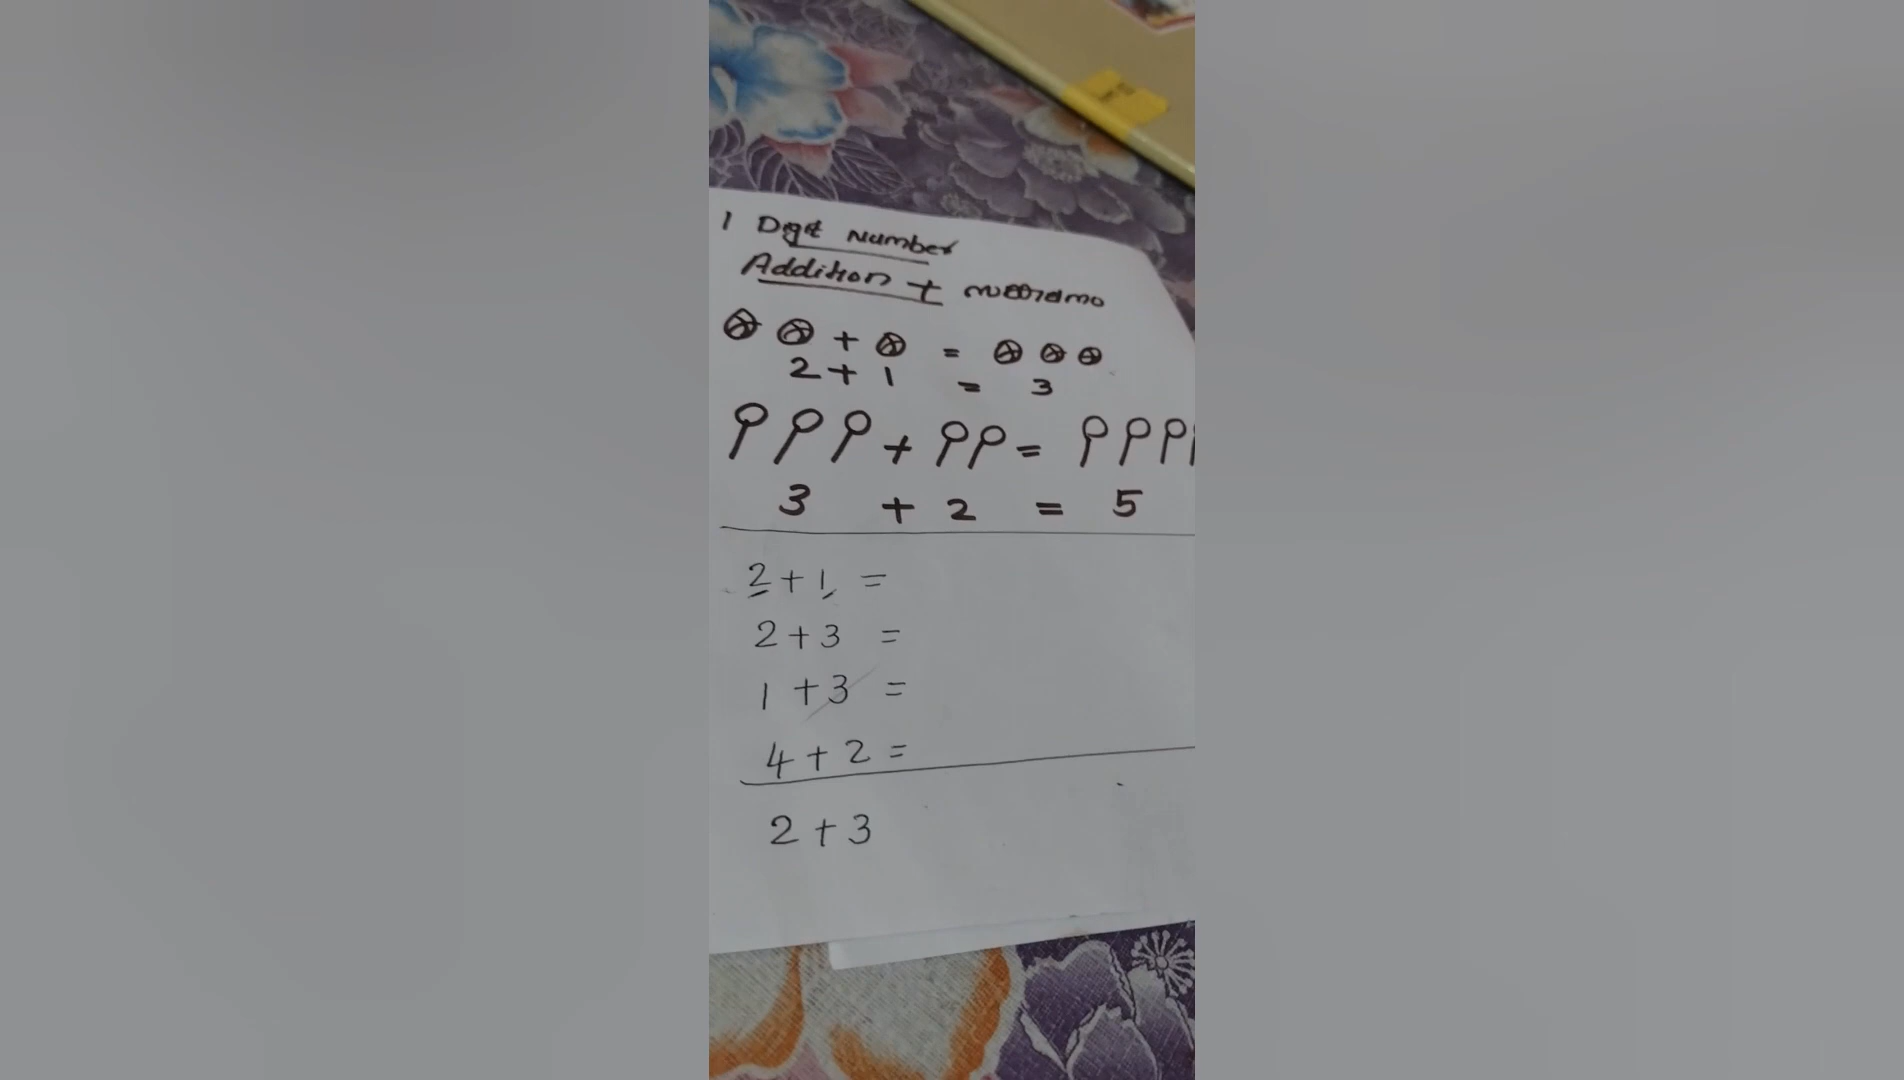 1 Digit Number
Addition +
+ =
2 + 1 = 3
+ =
3 + 2 = 5
2 + 1 =
2 + 3 =
1 + 3 =
4 + 2 =
2 + 3